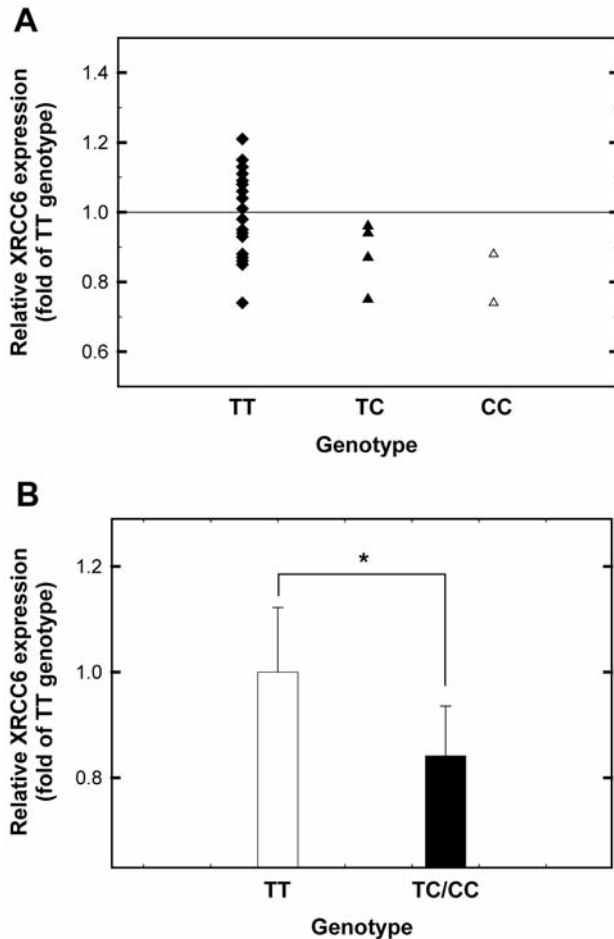 A
Relative XRCC6 expression
(fold of TT genotype)
1.4
1.2
1.0
0.8
0.6
TT TC CC
Genotype
B
Relative XRCC6 expression
(fold of TT genotype)
1.2
1.0
0.8
*
TT TC/CC
Genotype